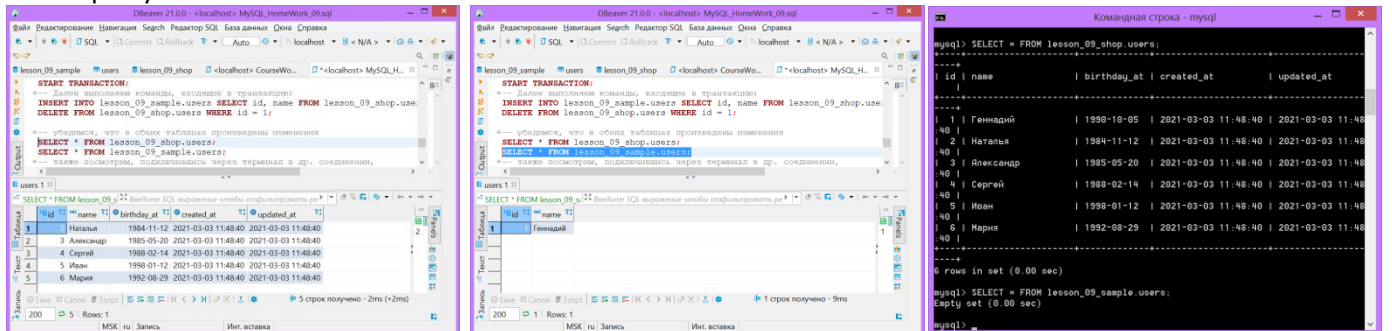 DBeaver 21.0.0 - <localhost> MySQL_HomeWork_09.sql
Файл Редактирование Навигация Search Редактор SQL База данных Окна Справка
SQL Commit Rollback T Auto localhost < N/A >
lesson_09_sample users lesson_09_shop <localhost> CourseWo... *<localhost> MySQL_H...
START TRANSACTION;
-- Далее выполняем команды, входящие в транзакцию:
INSERT INTO lesson_09_sample.users SELECT id, name FROM lesson_09_shop.use
DELETE FROM lesson_09_shop.users WHERE id = 1;
-- убедимся, что в обеих таблицах произведены изменения
SELECT * FROM lesson_09_shop.users;
SELECT * FROM lesson_09_sample.users;
-- также посмотрим, подключившись через терминал в др. соединении,
Output
users 1
SELECT * FROM lesson_09_s Введите SQL выражение чтобы отфильтровать ре
id name birthday_at created_at updated_at
1 2 Наталья 1984-11-12 2021-03-03 11:48:40 2021-03-03 11:48:40
2 3 Александр 1985-05-20 2021-03-03 11:48:40 2021-03-03 11:48:40
3 4 Сергей 1988-02-14 2021-03-03 11:48:40 2021-03-03 11:48:40
4 5 Иван 1998-01-12 2021-03-03 11:48:40 2021-03-03 11:48:40
5 6 Мария 1992-08-29 2021-03-03 11:48:40 2021-03-03 11:48:40
Таблица
Текст
Запись
Panels
Save Cancel Script 5 строк получено - 2ms (+2ms)
200 5 Rows: 1
MSK ru Запись Инт. вставка
DBeaver 21.0.0 - <localhost> MySQL_HomeWork_09.sql
Файл Редактирование Навигация Search Редактор SQL База данных Окна Справка
SQL Commit Rollback T Auto localhost < N/A >
lesson_09_sample users lesson_09_shop <localhost> CourseWo... *<localhost> MySQL_H...
START TRANSACTION;
-- Далее выполняем команды, входящие в транзакцию:
INSERT INTO lesson_09_sample.users SELECT id, name FROM lesson_09_shop.use
DELETE FROM lesson_09_shop.users WHERE id = 1;
-- убедимся, что в обеих таблицах произведены изменения
SELECT * FROM lesson_09_shop.users;
SELECT * FROM lesson_09_sample.users;
-- также посмотрим, подключившись через терминал в др. соединении,
Output
users 1
SELECT * FROM lesson_09_s Введите SQL выражение чтобы отфильтровать ре
id name
1 1 Геннадий
Таблица
Текст
Запись
Panels
Save Cancel Script 1 строк получено - 9ms
200 1 Rows: 1
MSK ru Запись Инт. вставка
Командная строка - mysql
mysql> SELECT * FROM lesson_09_shop.users;
| id | name | birthday_at | created_at | updated_at
| 1 | Геннадий | 1990-10-05 | 2021-03-03 11:48:40 | 2021-03-03 11:48
:40 |
| 2 | Наталья | 1984-11-12 | 2021-03-03 11:48:40 | 2021-03-03 11:48
:40 |
| 3 | Александр | 1985-05-20 | 2021-03-03 11:48:40 | 2021-03-03 11:48
:40 |
| 4 | Сергей | 1988-02-14 | 2021-03-03 11:48:40 | 2021-03-03 11:48
:40 |
| 5 | Иван | 1998-01-12 | 2021-03-03 11:48:40 | 2021-03-03 11:48
:40 |
| 6 | Мария | 1992-08-29 | 2021-03-03 11:48:40 | 2021-03-03 11:48
:40 |
6 rows in set (0.00 sec)
mysql> SELECT * FROM lesson_09_sample.users;
Empty set (0.00 sec)
mysql>